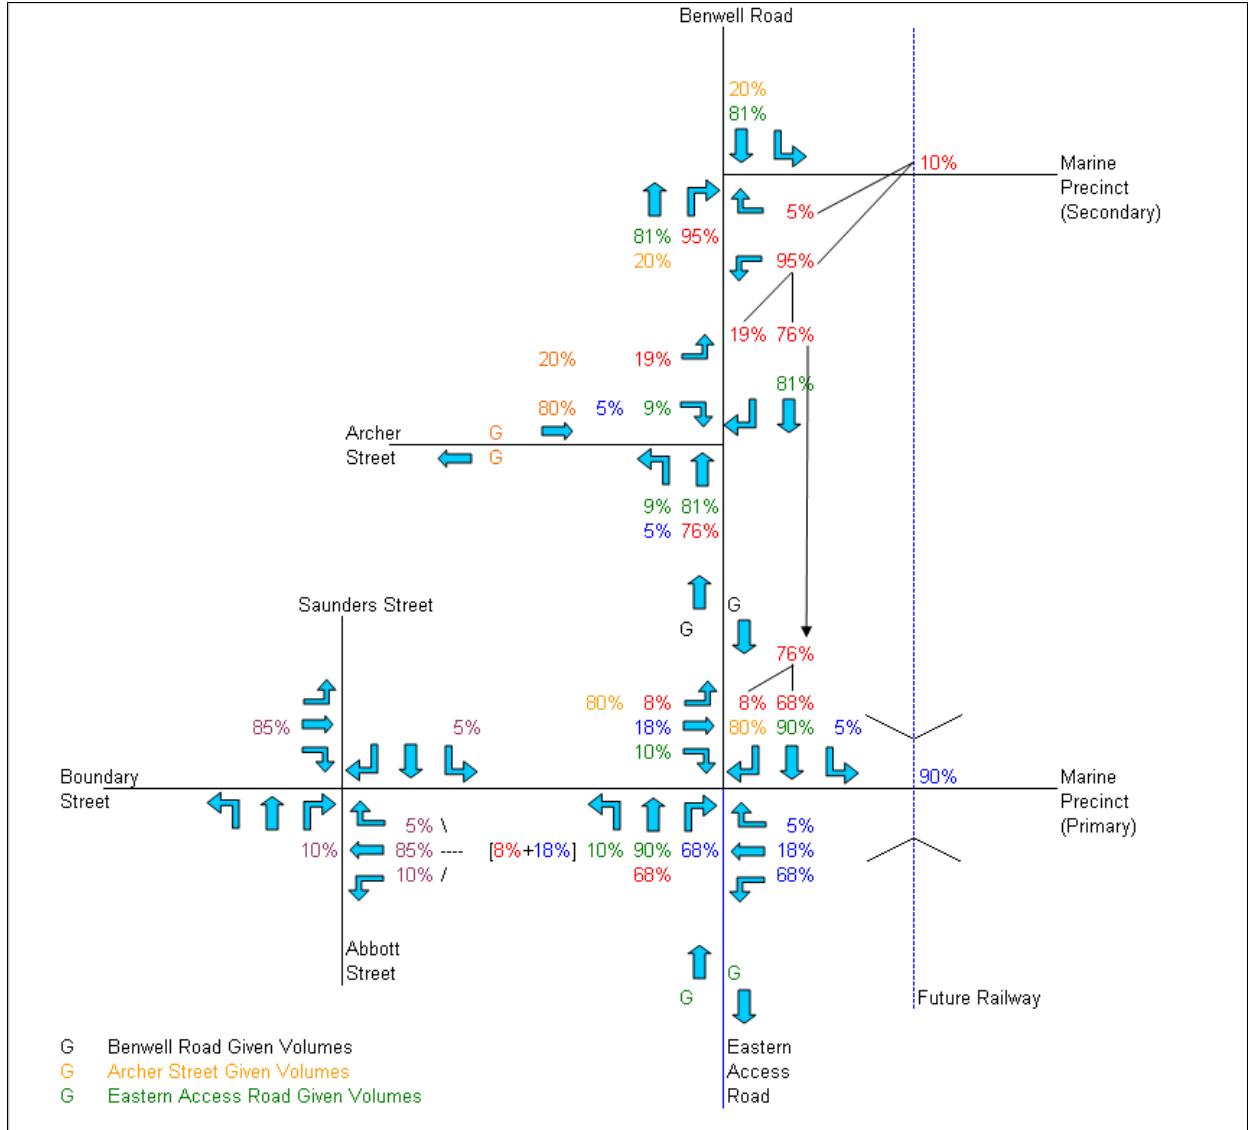 Benwell Road
20%
81%
10%
Marine
Precinct
(Secondary)
5%
81% 95%
20%
95%
19% 76%
20% 19%
81%
80% 5% 9%
Archer
Street
G
G
9% 81%
5% 76%
Saunders Street
G
G
76%
80% 8%
8% 68%
85%
5%
18%
80% 90% 5%
10%
Boundary
Street
90%
Marine
Precinct
(Primary)
5% \
5%
10%
85% ----
[8%+18%]
10% 90% 68%
18%
10% /
68%
68%
Abbott
Street
G
G
Future Railway
G Benwell Road Given Volumes
G Archer Street Given Volumes
G Eastern Access Road Given Volumes
Eastern
Access
Road